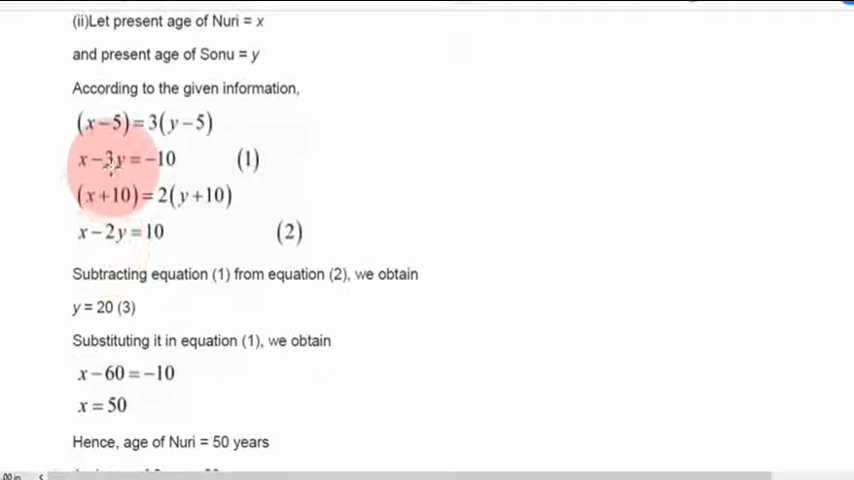 (ii)Let present age of Nuri = x
and present age of Sonu = y
According to the given information,
(x−5)=3(y−5)
x−3y=−10 (1)
(x+10)=2(y+10)
x−2y=10 (2)
Subtracting equation (1) from equation (2), we obtain
y = 20 (3)
Substituting it in equation (1), we obtain
x−60=−10
x=50
Hence, age of Nuri = 50 years